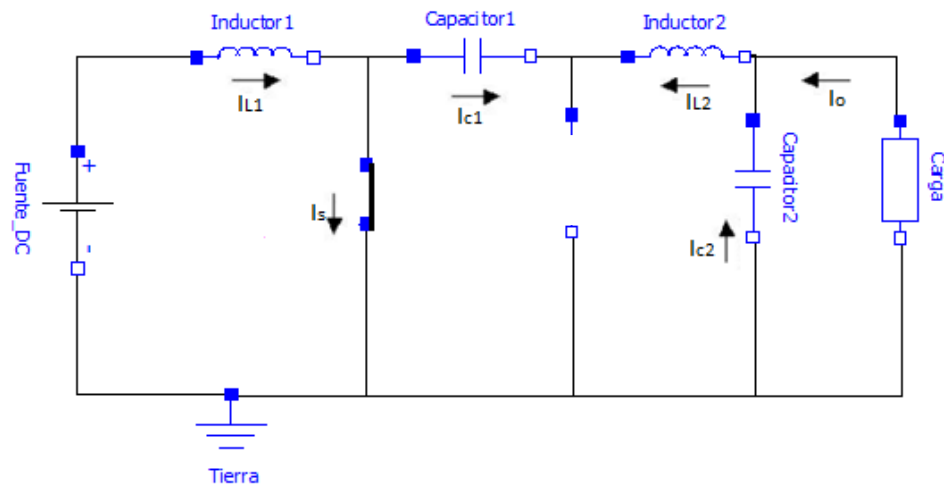 Inductor1
Capacitor1
Inductor2
IL1
Ic1
IL2
Io
Fuente_DC
+
-
Is
Capacitor2
Ic2
Carga
Tierra